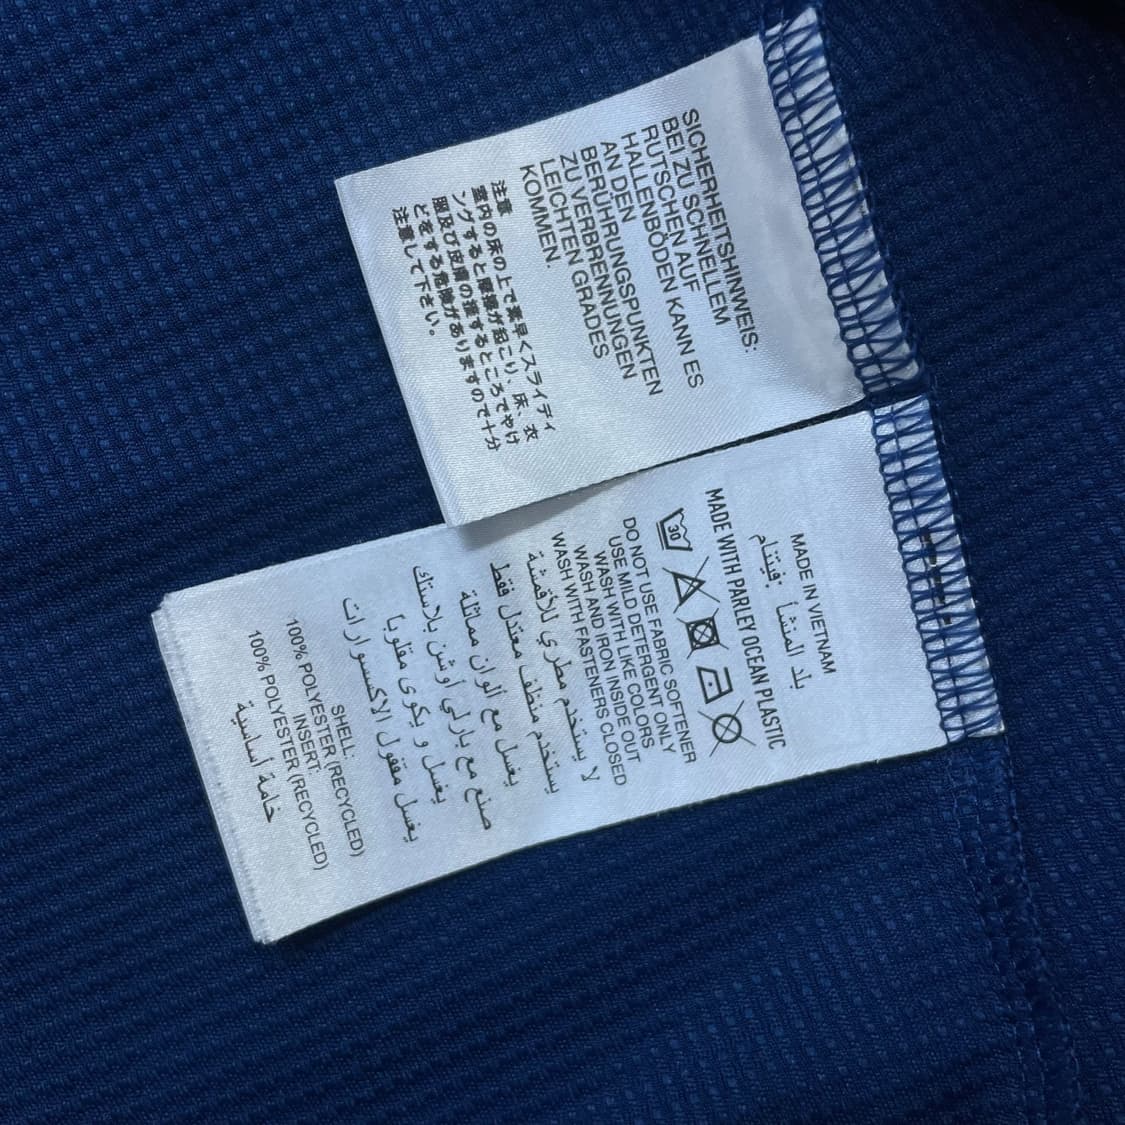 SICHERHEITSHINWEIS:
BEI ZU SCHNELLEM
RUTSCHEN AUF
HALLENBÖDEN KANN ES
AN DEN
BERÜHRUNGSPUNKTEN
ZU VERBRENNUNGEN
LEICHTEN GRADES
KOMMEN.
注意
室内の床の上で素早くスライディ
ングすると摩擦が起こり、床、衣
服及び皮膚の接するところでやけ
どをする危険がありますので十分
注意して下さい。
MADE IN VIETNAM
بلد المنشأ: فيتنام
MADE WITH PARLEY OCEAN PLASTIC
30
DO NOT USE FABRIC SOFTENER
USE MILD DETERGENT ONLY
WASH WITH LIKE COLORS
WASH AND IRON INSIDE OUT
WASH WITH FASTENERS CLOSED
لا يستخدم مطري للأقمشة
يستخدم منظف معتدل فقط
يغسل مع ألوان مماثلة
صنع مع بارلي أوشن بلاستك
يغسل و يكوى مقلوبا
يغسل مقفول الاكسسوارات
SHELL:
100% POLYESTER (RECYCLED)
INSERT:
100% POLYESTER (RECYCLED)
خامة أساسية